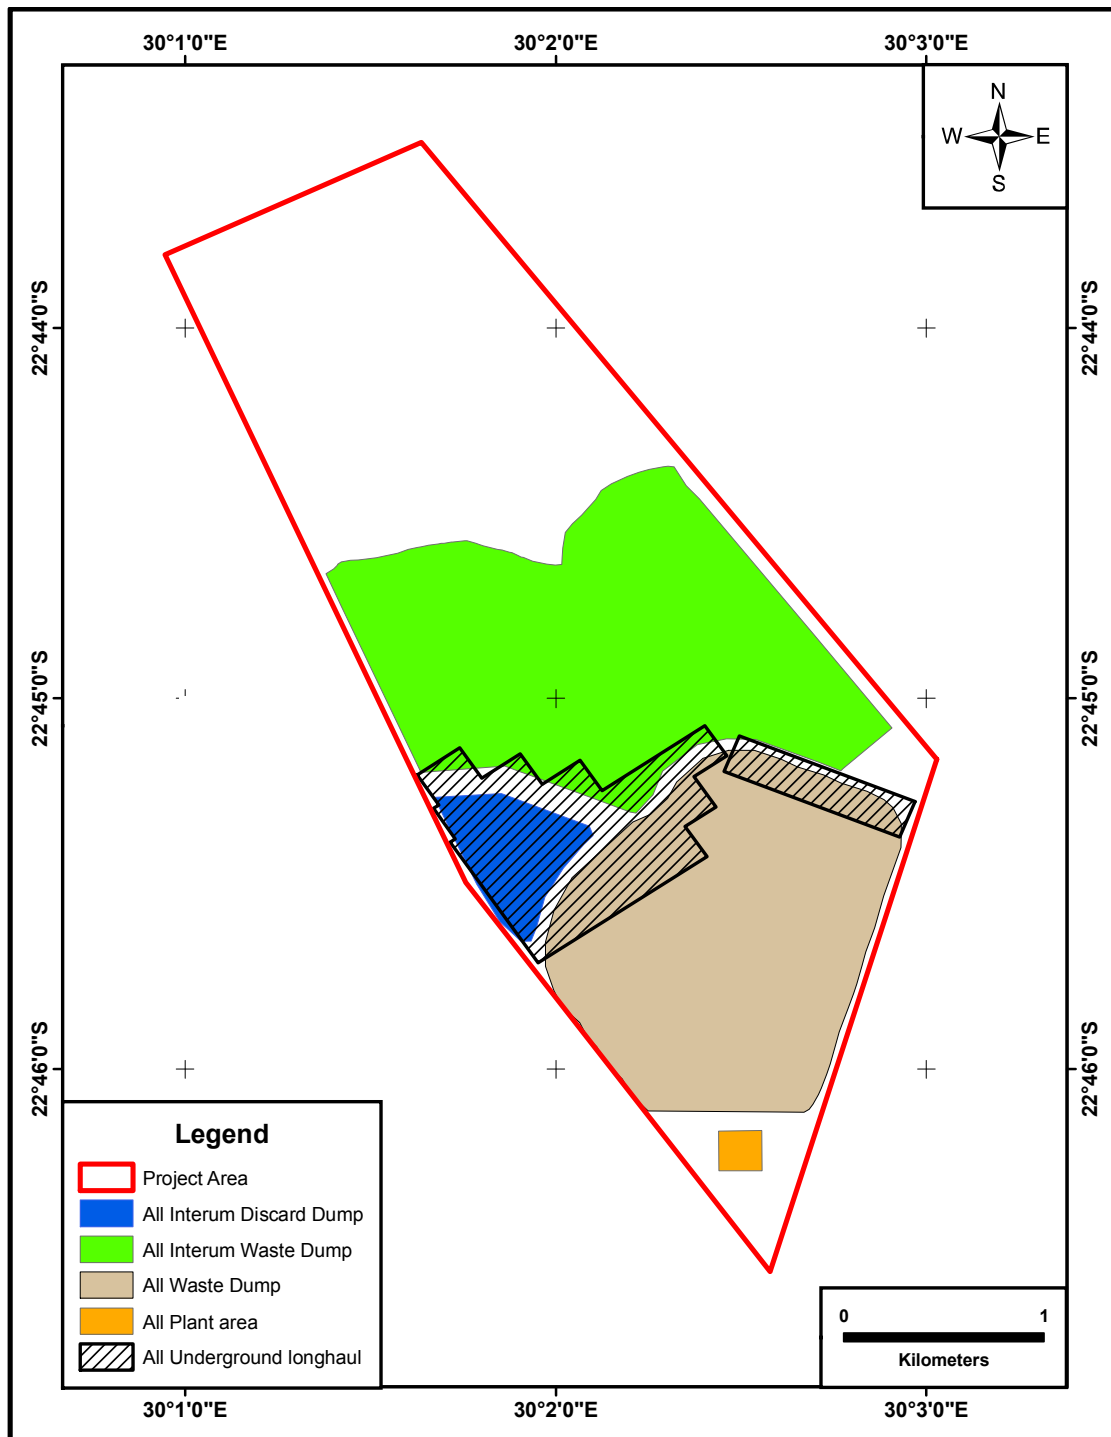 30°1'0"E 30°2'0"E 30°3'0"E
N
W E
S
22°44'0"S 22°44'0"S
22°45'0"S 22°45'0"S
22°46'0"S 22°46'0"S
Legend
Project Area
All Interum Discard Dump
All Interum Waste Dump
All Waste Dump
All Plant area
All Underground longhaul
0 1
Kilometers
30°1'0"E 30°2'0"E 30°3'0"E